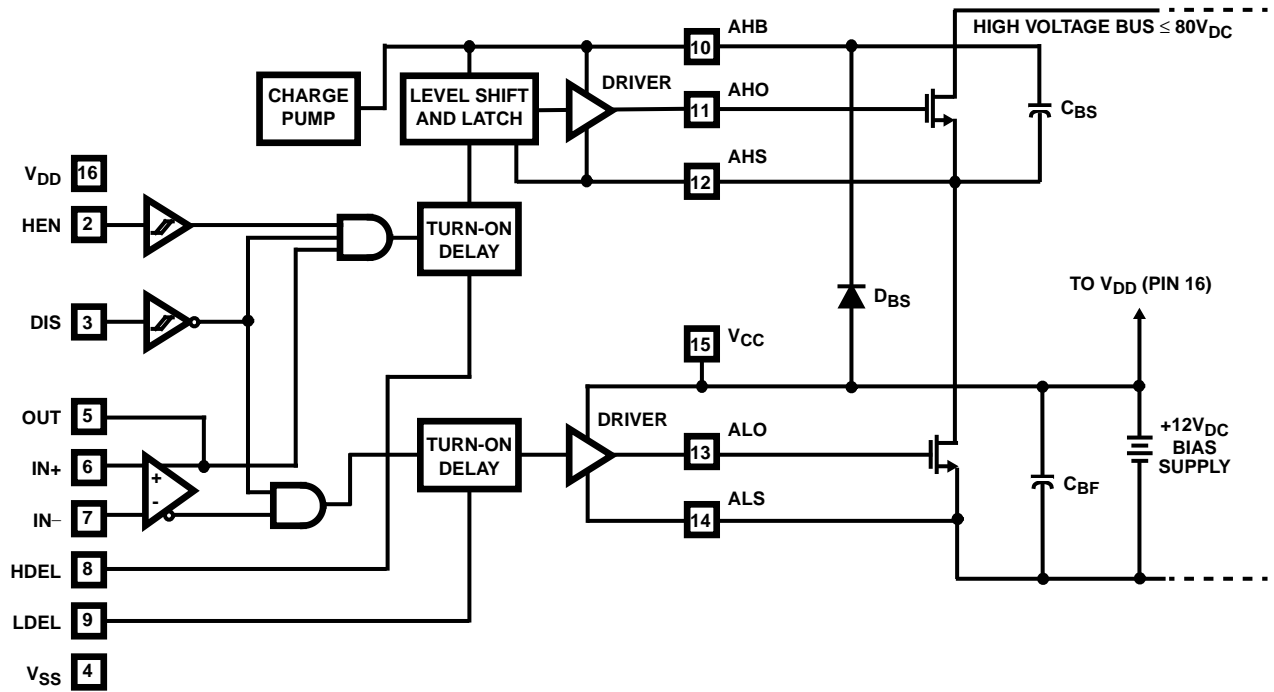 AHB
HIGH VOLTAGE BUS ≤ 80VDC
10
CHARGE
PUMP
LEVEL SHIFT
AND LATCH
DRIVER
AHO
11
CBS
AHS
12
VDD 16
HEN 2
TURN-ON
DELAY
DIS 3
DBS
TO VDD (PIN 16)
VCC
15
OUT 5
IN+ 6
+
-
IN– 7
TURN-ON
DELAY
DRIVER
ALO
13
ALS
14
CBF
+12VDC
BIAS
SUPPLY
HDEL 8
LDEL 9
VSS 4